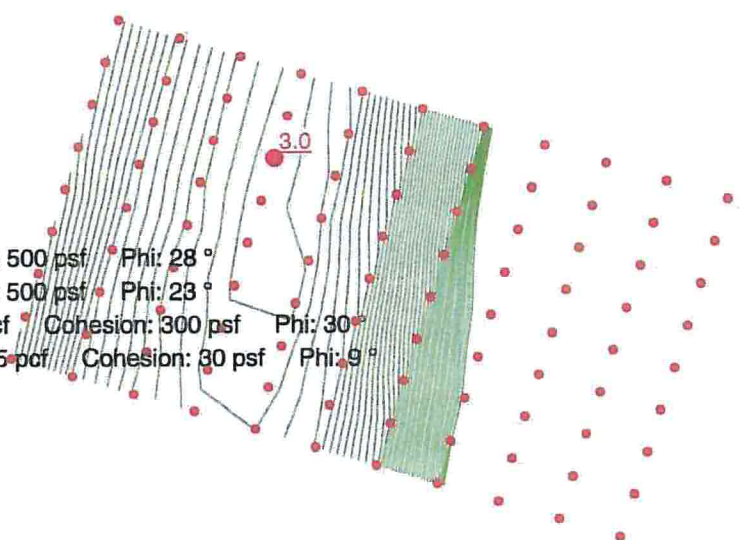 3.0
500 psf Phi: 28 °
500 psf Phi: 23 °
Cohesion: 300 psf Phi: 30 °
pcf Cohesion: 30 psf Phi: 9 °